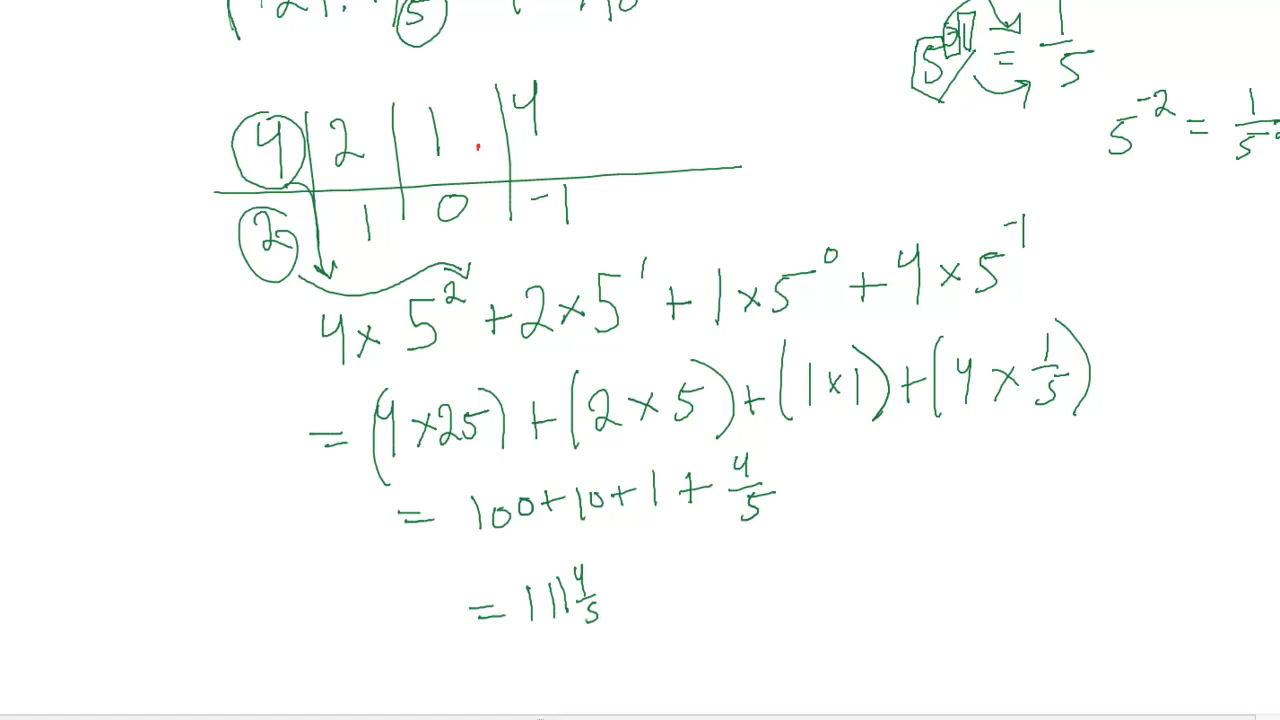 5⁻¹ = 1/5
5⁻² = 1/5
4 | 2 | 1 . | 4
2 | 1 | 0 | -1
4 × 5² + 2 × 5¹ + 1 × 5⁰ + 4 × 5⁻¹
= (4 × 25) + (2 × 5) + (1 × 1) + (4 × 1/5)
= 100 + 10 + 1 + 4/5
= 111 4/5